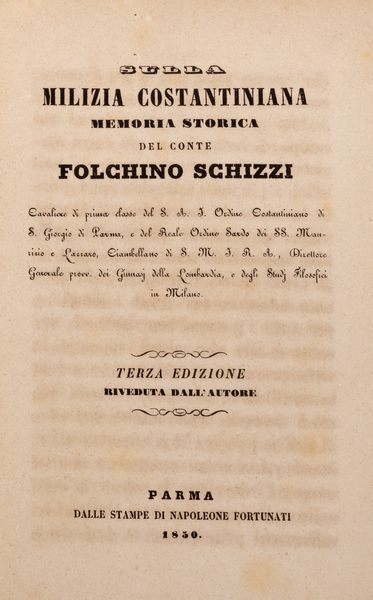 SULLA
MILIZIA COSTANTINIANA
MEMORIA STORICA
DEL CONTE
FOLCHINO SCHIZZI
Cavaliere di prima classe del S. A. I. Ordine Costantiniano di
S. Giorgio di Parma, e del Reale Ordine Sardo dei SS. Mau-
rizio e Lazzaro, Ciambellano di S. M. I. R. A., Direttore
Generale provv. dei Ginnasj della Lombardia, e degli Studj Filosofici
in Milano.
TERZA EDIZIONE
RIVEDUTA DALL'AUTORE
PARMA
DALLE STAMPE DI NAPOLEONE FORTUNATI
1850.